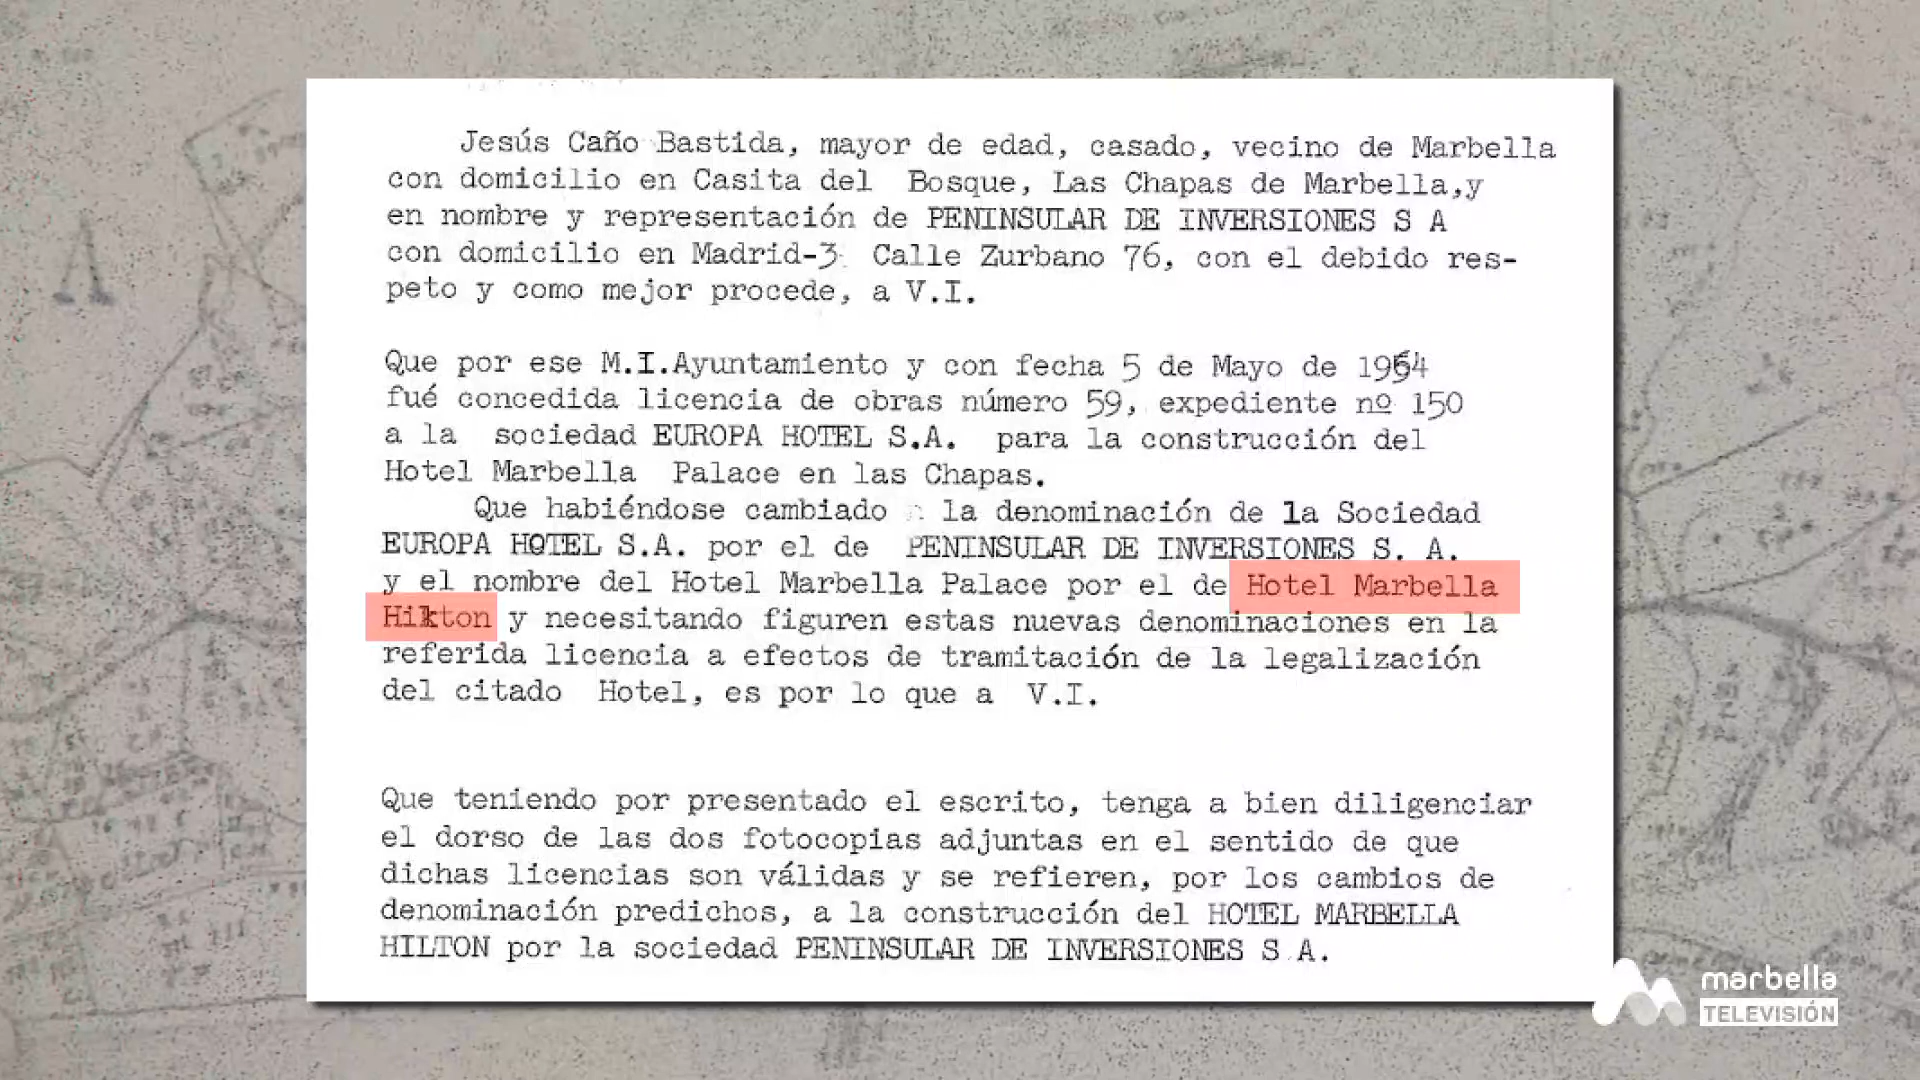 Jesús Caño Bastida, mayor de edad, casado, vecino de Marbella
con domicilio en Casita del Bosque, Las Chapas de Marbella,y
en nombre y representación de PENINSULAR DE INVERSIONES S A
con domicilio en Madrid-3 Calle Zurbano 76, con el debido res-
peto y como mejor procede, a V.I.
Que por ese M.I.Ayuntamiento y con fecha 5 de Mayo de 1964
fué concedida licencia de obras número 59, expediente nº 150
a la sociedad EUROPA HOTEL S.A. para la construcción del
Hotel Marbella Palace en las Chapas.
Que habiéndose cambiado la denominación de la Sociedad
EUROPA HOTEL S.A. por el de PENINSULAR DE INVERSIONES S. A.
y el nombre del Hotel Marbella Palace por el de Hotel Marbella
Hilton y necesitando figuren estas nuevas denominaciones en la
referida licencia a efectos de tramitación de la legalización
del citado Hotel, es por lo que a V.I.
Que teniendo por presentado el escrito, tenga a bien diligenciar
el dorso de las dos fotocopias adjuntas en el sentido de que
dichas licencias son válidas y se refieren, por los cambios de
denominación predichos, a la construcción del HOTEL MARBELLA
HILTON por la sociedad PENINSULAR DE INVERSIONES S.A.
marbella
TELEVISIÓN